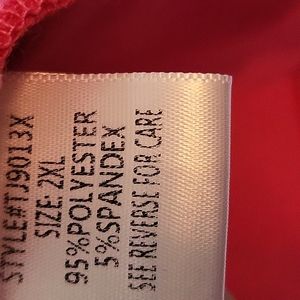 STYLE#TJ9013X
SIZE: 2XL
95%POLYESTER
5%SPANDEX
SEE REVERSE FOR CARE